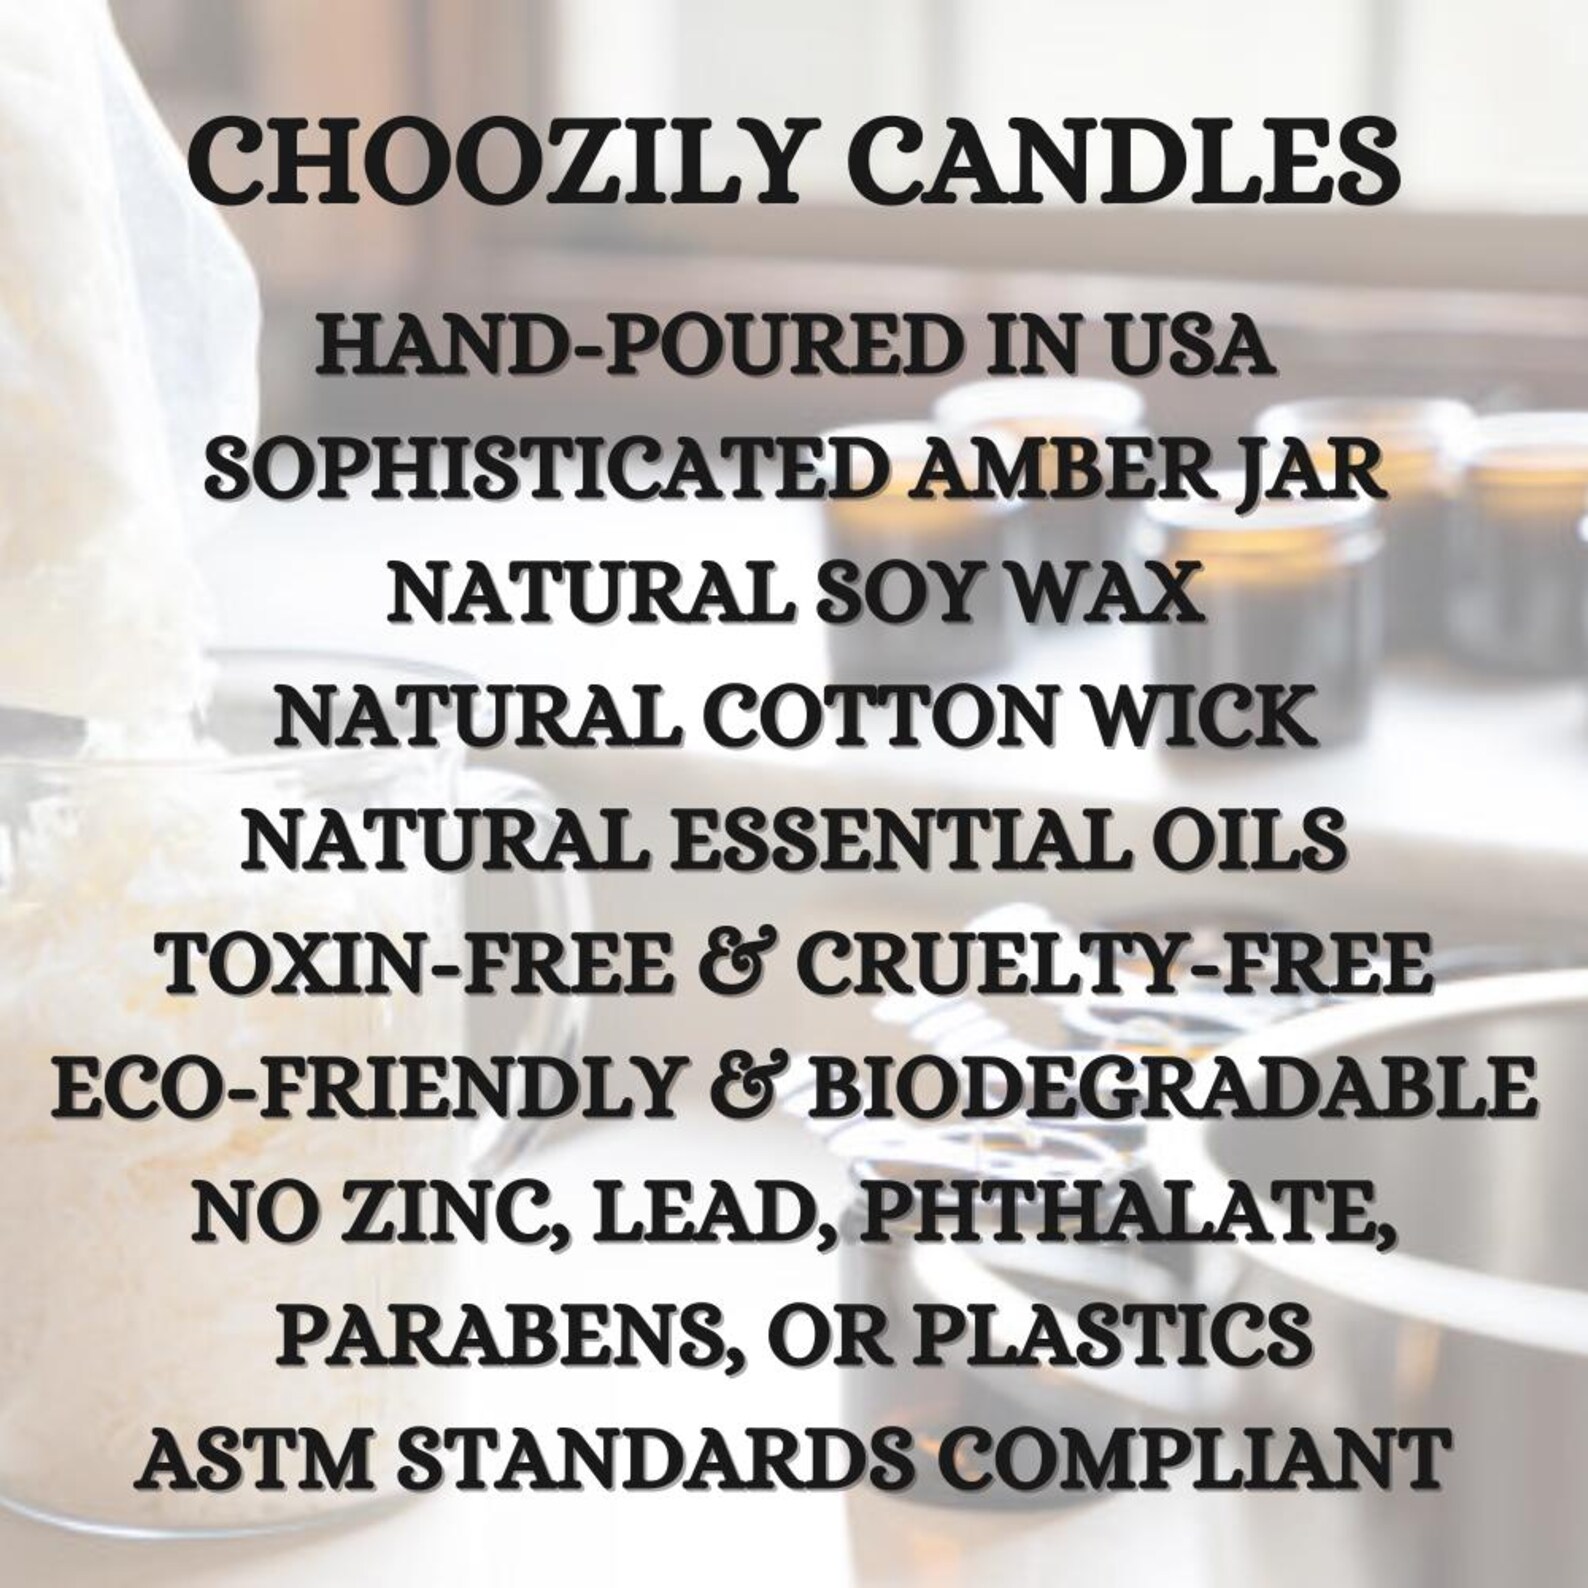 CHOOZILY CANDLES
HAND-POURED IN USA
SOPHISTICATED AMBER JAR
NATURAL SOY WAX
NATURAL COTTON WICK
NATURAL ESSENTIAL OILS
TOXIN-FREE & CRUELTY-FREE
ECO-FRIENDLY & BIODEGRADABLE
NO ZINC, LEAD, PHTHALATE,
PARABENS, OR PLASTICS
ASTM STANDARDS COMPLIANT